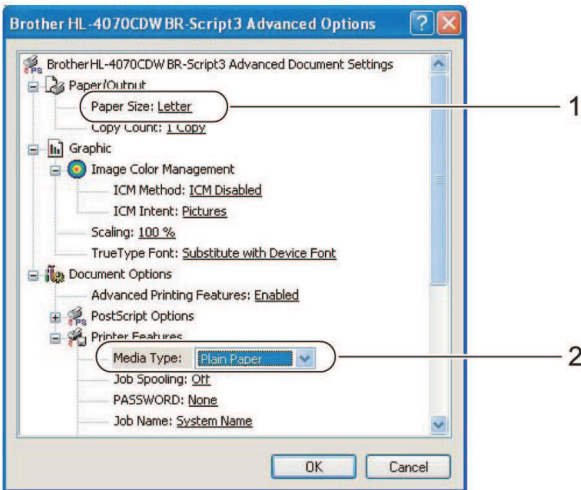 Brother HL-4070CDW BR-Script3 Advanced Options
BrotherHL-4070CDW BR-Script3 Advanced Document Settings
Paper/Output
Paper Size: Letter
1
Copy Count: 1 Copy
Graphic
Image Color Management
ICM Method: ICM Disabled
ICM Intent: Pictures
Scaling: 100 %
TrueType Font: Substitute with Device Font
Document Options
Advanced Printing Features: Enabled
PostScript Options
Printer Features
Media Type: Plain Paper
2
Job Spooling: Off
PASSWORD: None
Job Name: System Name
OK
Cancel